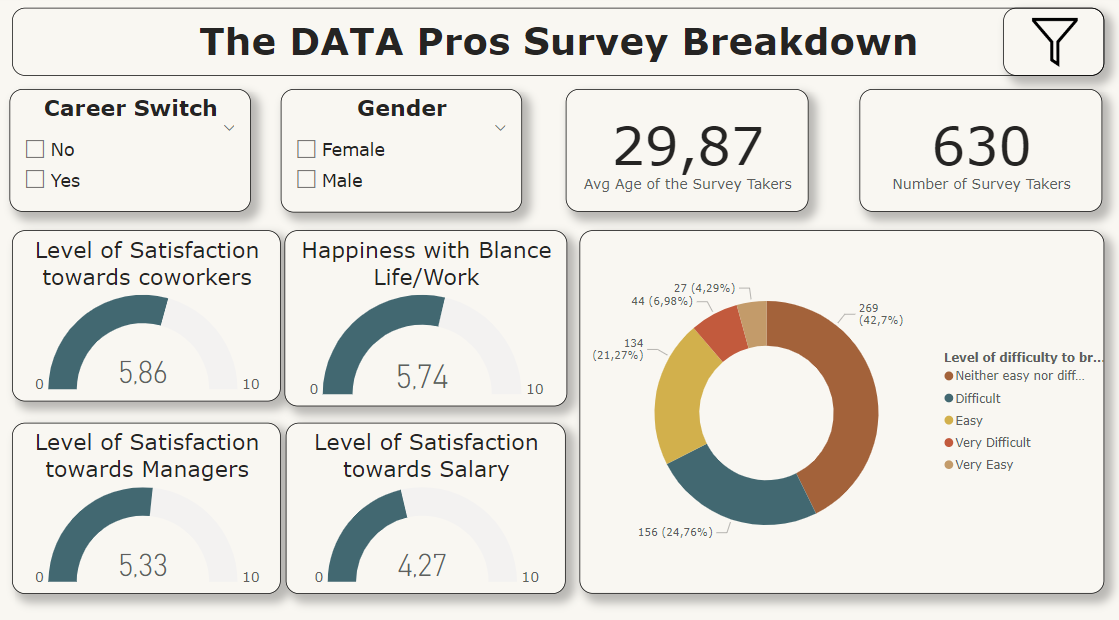 The DATA Pros Survey Breakdown
Career Switch
No
Yes
Gender
Female
Male
29,87
Avg Age of the Survey Takers
630
Number of Survey Takers
Level of Satisfaction
towards coworkers
0
5,86
10
Happiness with Blance
Life/Work
0
5,74
10
Level of Satisfaction
towards Managers
0
5,33
10
Level of Satisfaction
towards Salary
0
4,27
10
27 (4,29%)
44 (6,98%)
134
(21,27%)
269
(42,7%)
156 (24,76%)
Level of difficulty to br...
Neither easy nor diff...
Difficult
Easy
Very Difficult
Very Easy